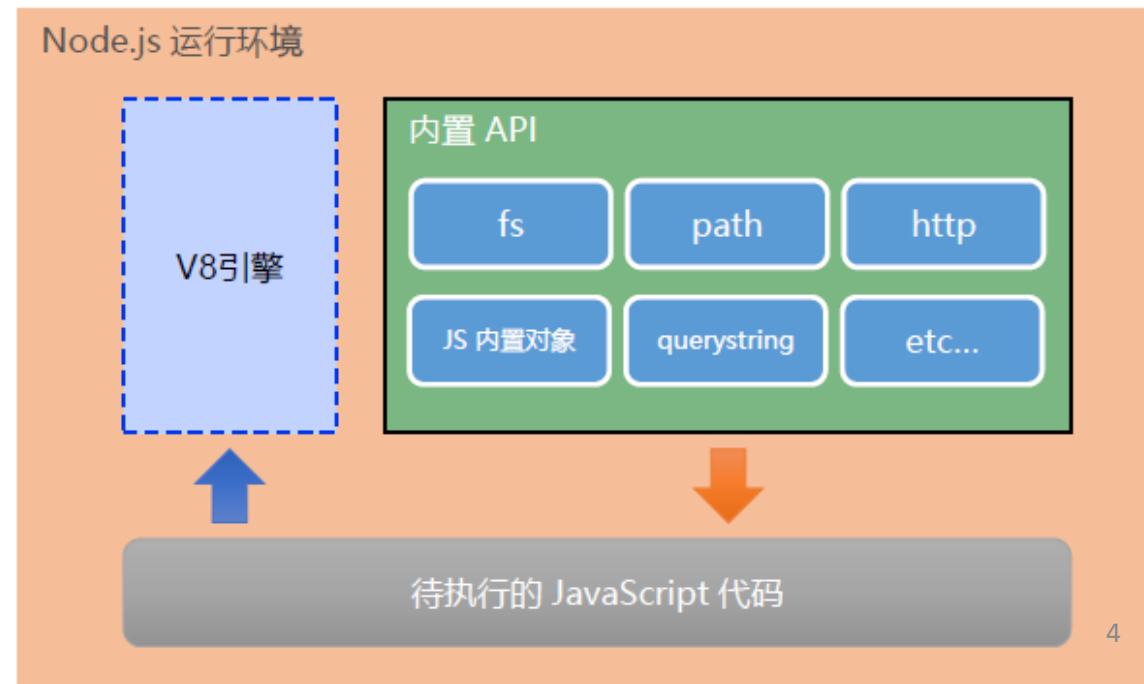 Node.js 运行环境
V8引擎
内置 API
fs
path
http
JS 内置对象
querystring
etc...
待执行的 JavaScript 代码
4